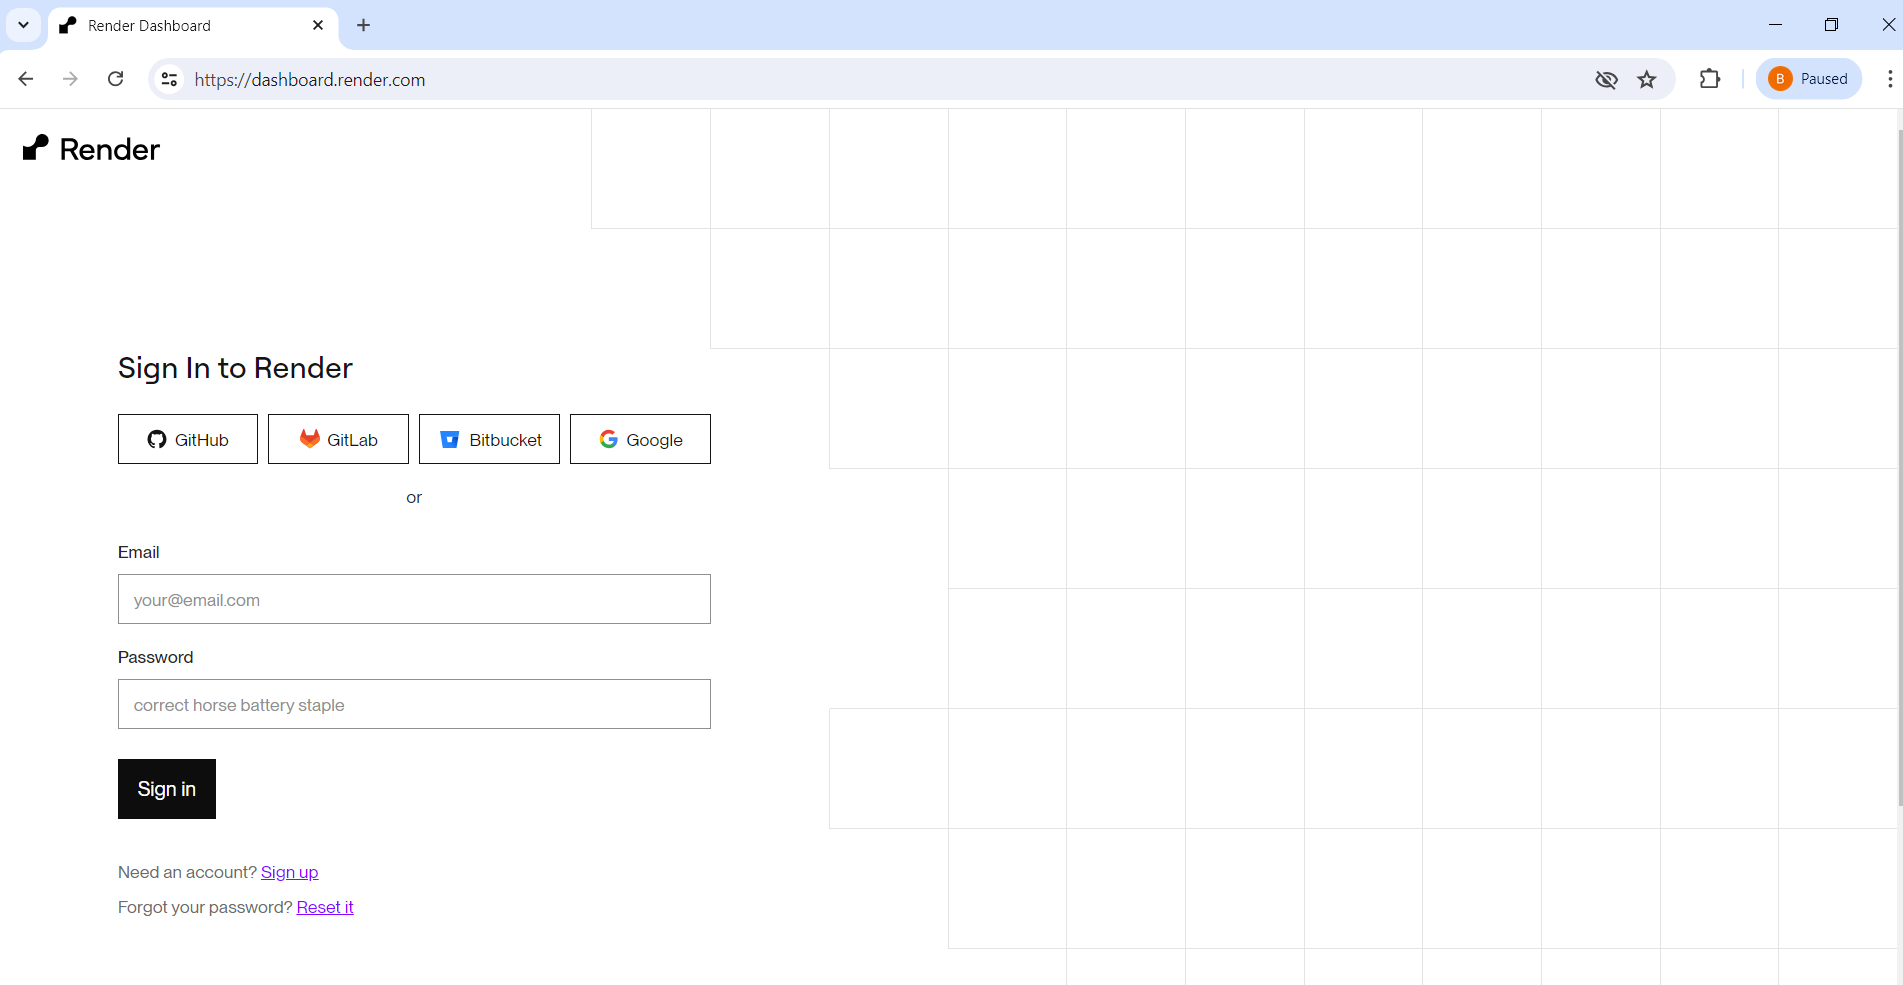 Render Dashboard
https://dashboard.render.com
B Paused
Render
Sign In to Render
GitHub GitLab Bitbucket Google
or
Email
your@email.com
Password
correct horse battery staple
Sign in
Need an account? Sign up
Forgot your password? Reset it